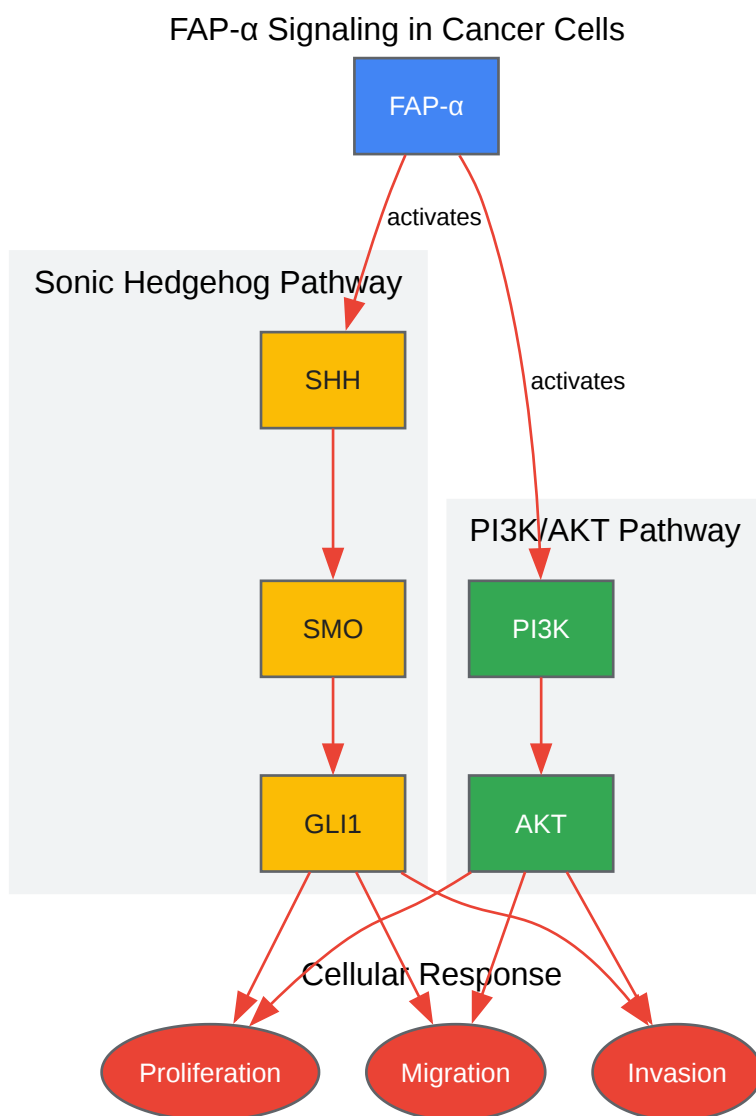 FAP-α Signaling in Cancer Cells
FAP-α
activates
Sonic Hedgehog Pathway
SHH
activates
PI3K/AKT Pathway
SMO
PI3K
GLI1
AKT
Cellular Response
Proliferation
Migration
Invasion